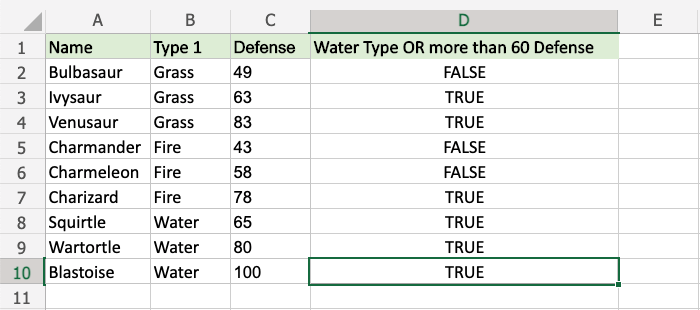 A B C D E
1 Name Type 1 Defense Water Type OR more than 60 Defense
2 Bulbasaur Grass 49 FALSE
3 Ivysaur Grass 63 TRUE
4 Venusaur Grass 83 TRUE
5 Charmander Fire 43 FALSE
6 Charmeleon Fire 58 FALSE
7 Charizard Fire 78 TRUE
8 Squirtle Water 65 TRUE
9 Wartortle Water 80 TRUE
10 Blastoise Water 100 TRUE
11